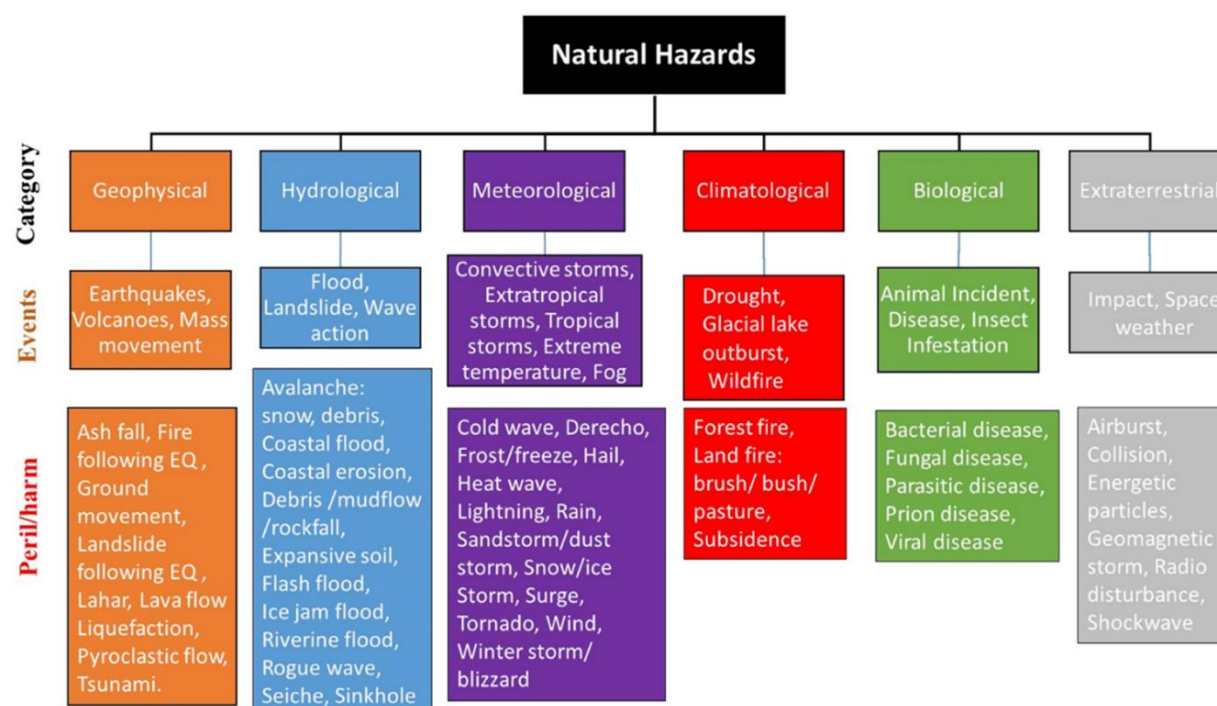 Natural Hazards
Category
Geophysical
Hydrological
Meteorological
Climatological
Biological
Extraterrestrial
Events
Earthquakes,
Volcanoes, Mass
movement
Flood,
Landslide, Wave
action
Convective storms,
Extratropical
storms, Tropical
storms, Extreme
temperature, Fog
Drought,
Glacial lake
outburst,
Wildfire
Animal Incident,
Disease, Insect
Infestation
Impact, Space
weather
Peril/harm
Ash fall, Fire
following EQ ,
Ground
movement,
Landslide
following EQ ,
Lahar, Lava flow
Liquefaction,
Pyroclastic flow,
Tsunami.
Avalanche:
snow, debris,
Coastal flood,
Coastal erosion,
Debris /mudflow
/rockfall,
Expansive soil,
Flash flood,
Ice jam flood,
Riverine flood,
Rogue wave,
Seiche, Sinkhole
Cold wave, Derecho,
Frost/freeze, Hail,
Heat wave,
Lightning, Rain,
Sandstorm/dust
storm, Snow/ice
Storm, Surge,
Tornado, Wind,
Winter storm/
blizzard
Forest fire,
Land fire:
brush/ bush/
pasture,
Subsidence
Bacterial disease,
Fungal disease,
Parasitic disease,
Prion disease,
Viral disease
Airburst,
Collision,
Energetic
particles,
Geomagnetic
storm, Radio
disturbance,
Shockwave